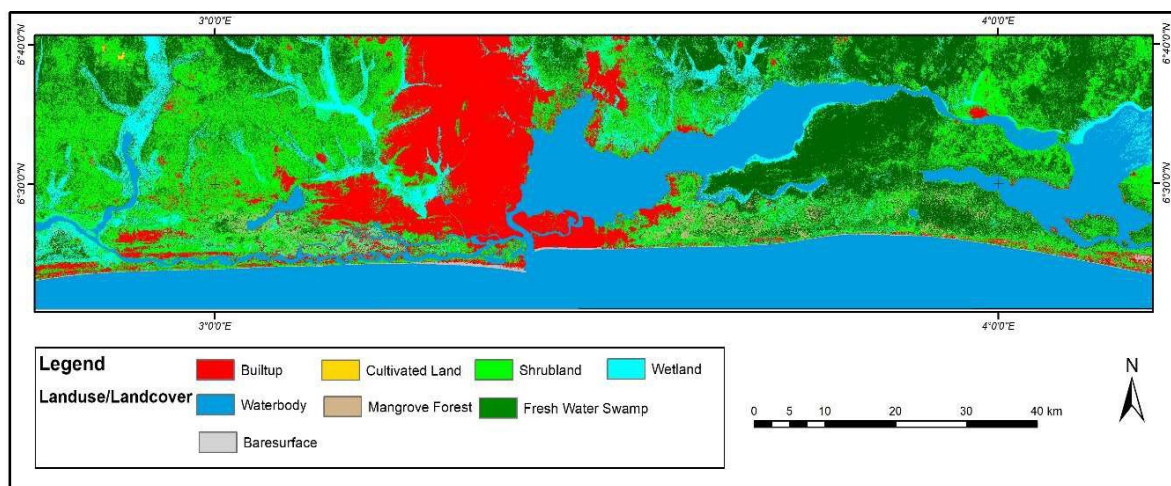 3°0'0"E 4°0'0"E
6°40'0"N 6°40'0"N
6°30'0"N 6°30'0"N
3°0'0"E 4°0'0"E
Legend
Landuse/Landcover
Builtup Cultivated Land Shrubland Wetland
Waterbody Mangrove Forest Fresh Water Swamp
Baresurface
N
0 5 10 20 30 40 km